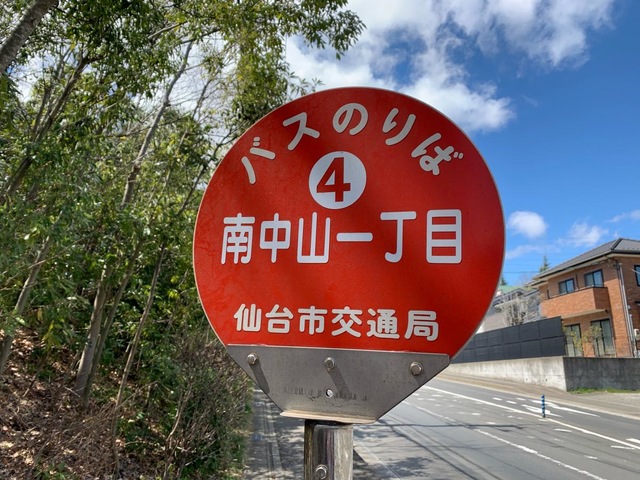 バスのりば
4
南中山一丁目
仙台市交通局